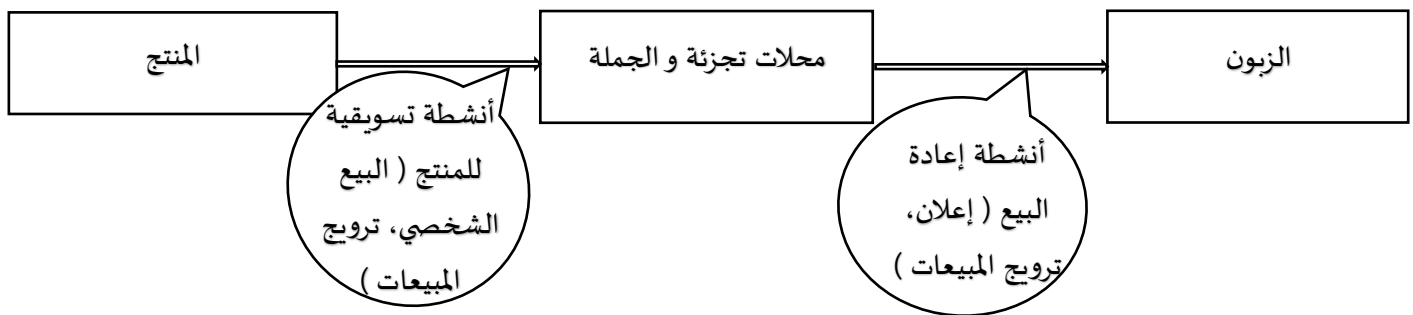 المنتج
محلات تجزئة و الجملة
الزبون
أنشطة تسويقية
للمنتج ( البيع
الشخصي، ترويج
المبيعات )
أنشطة إعادة
البيع ( إعلان،
ترويج المبيعات )